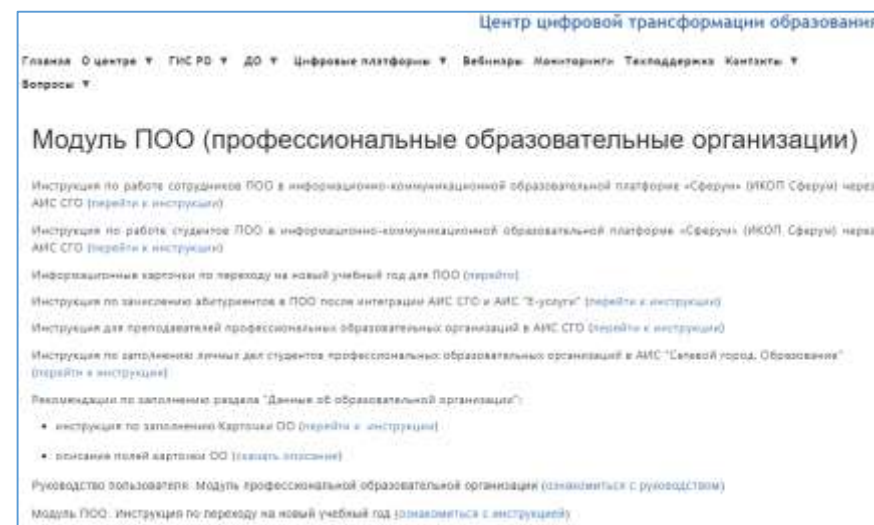 Центр цифровой трансформации образования
Главная О центре ▼ ГИС РО ▼ ДО ▼ Цифровые платформы ▼ Вебинары Мониторинги Техподдержка Контакты ▼
Вопросы ▼
Модуль ПОО (профессиональные образовательные организации)
Инструкция по работе сотрудников ПОО в информационно-коммуникационной образовательной платформе «Сферум» (ИКОП Сферум) через
АИС СГО (перейти к инструкции)
Инструкция по работе студентов ПОО в информационно-коммуникационной образовательной платформе «Сферум» (ИКОП Сферум) через
АИС СГО (перейти к инструкции)
Информационные карточки по переходу на новый учебный год для ПОО (перейти)
Инструкция по зачислению абитуриентов в ПОО после интеграции АИС СГО и АИС "Е-услуги" (перейти к инструкции)
Инструкция для преподавателей профессиональных образовательных организаций в АИС СГО (перейти к инструкции)
Инструкция по заполнению личных дел студентов профессиональных образовательных организаций в АИС "Сетевой город. Образование"
(перейти к инструкции)
Рекомендации по заполнению раздела "Данные об образовательной организации":
• инструкция по заполнению Карточки ОО (перейти к инструкции)
• описание полей карточки ОО (скачать описание)
Руководство пользователя. Модуль профессиональной образовательной организации (ознакомиться с руководством)
Модуль ПОО. Инструкция по переходу на новый учебный год (ознакомиться с инструкцией)